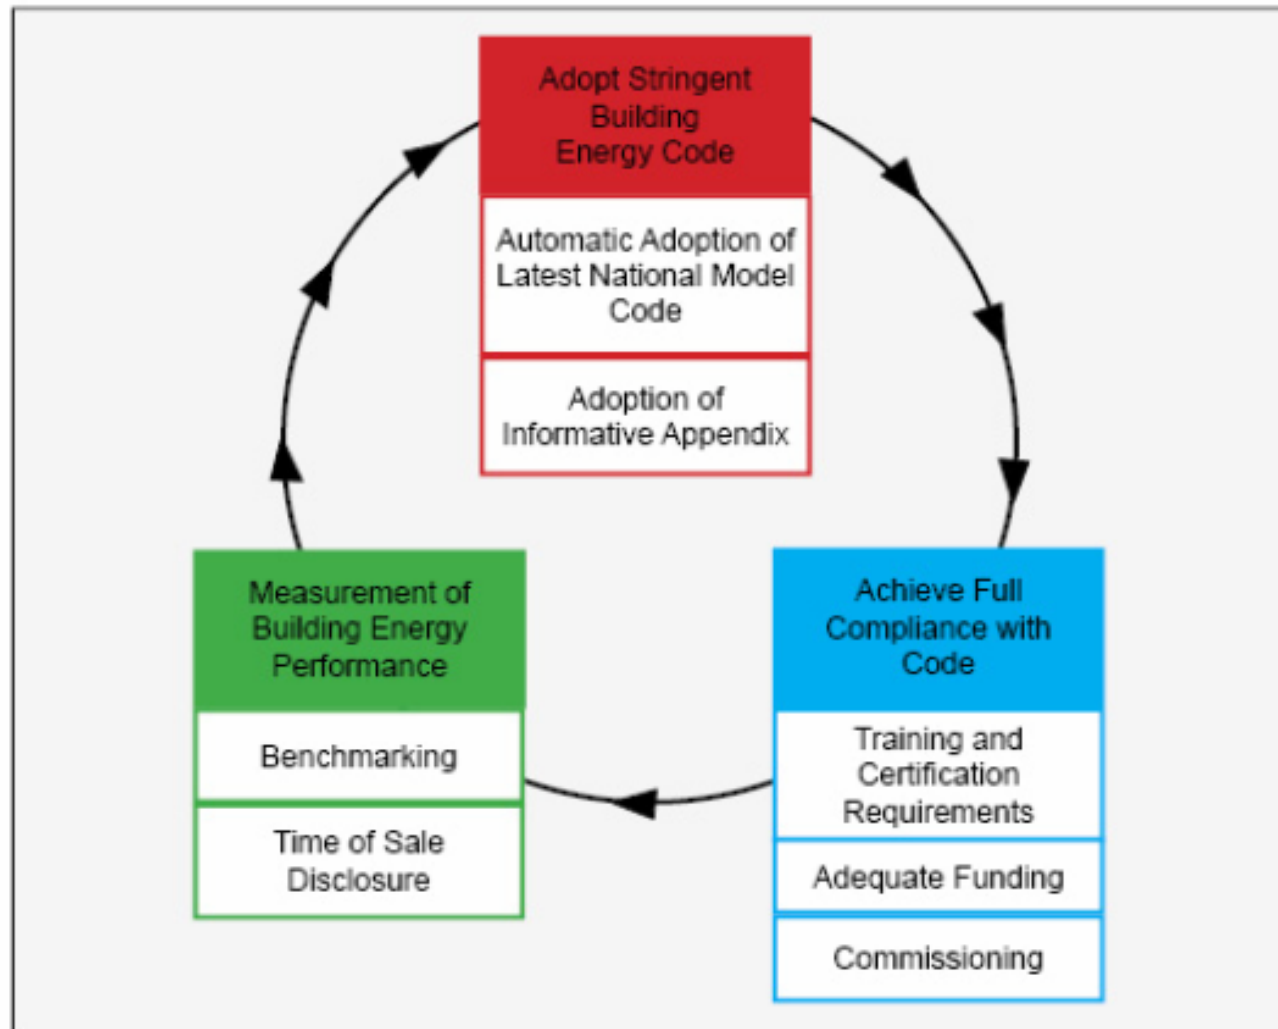 Adopt Stringent
Building
Energy Code
Automatic Adoption of
Latest National Model
Code
Adoption of
Informative Appendix
Measurement of
Building Energy
Performance
Benchmarking
Time of Sale
Disclosure
Achieve Full
Compliance with
Code
Training and
Certification
Requirements
Adequate Funding
Commissioning